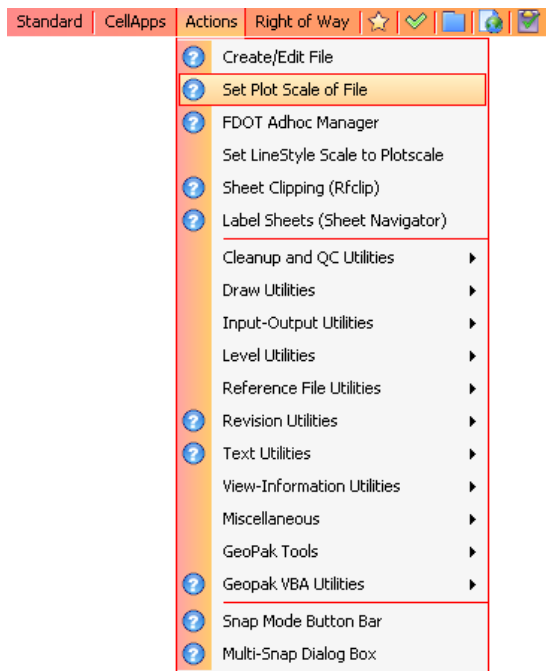 Standard CellApps Actions Right of Way
Create/Edit File
Set Plot Scale of File
FDOT Adhoc Manager
Set LineStyle Scale to Plotscale
Sheet Clipping (Rfclip)
Label Sheets (Sheet Navigator)
Cleanup and QC Utilities
Draw Utilities
Input-Output Utilities
Level Utilities
Reference File Utilities
Revision Utilities
Text Utilities
View-Information Utilities
Miscellaneous
GeoPak Tools
Geopak VBA Utilities
Snap Mode Button Bar
Multi-Snap Dialog Box